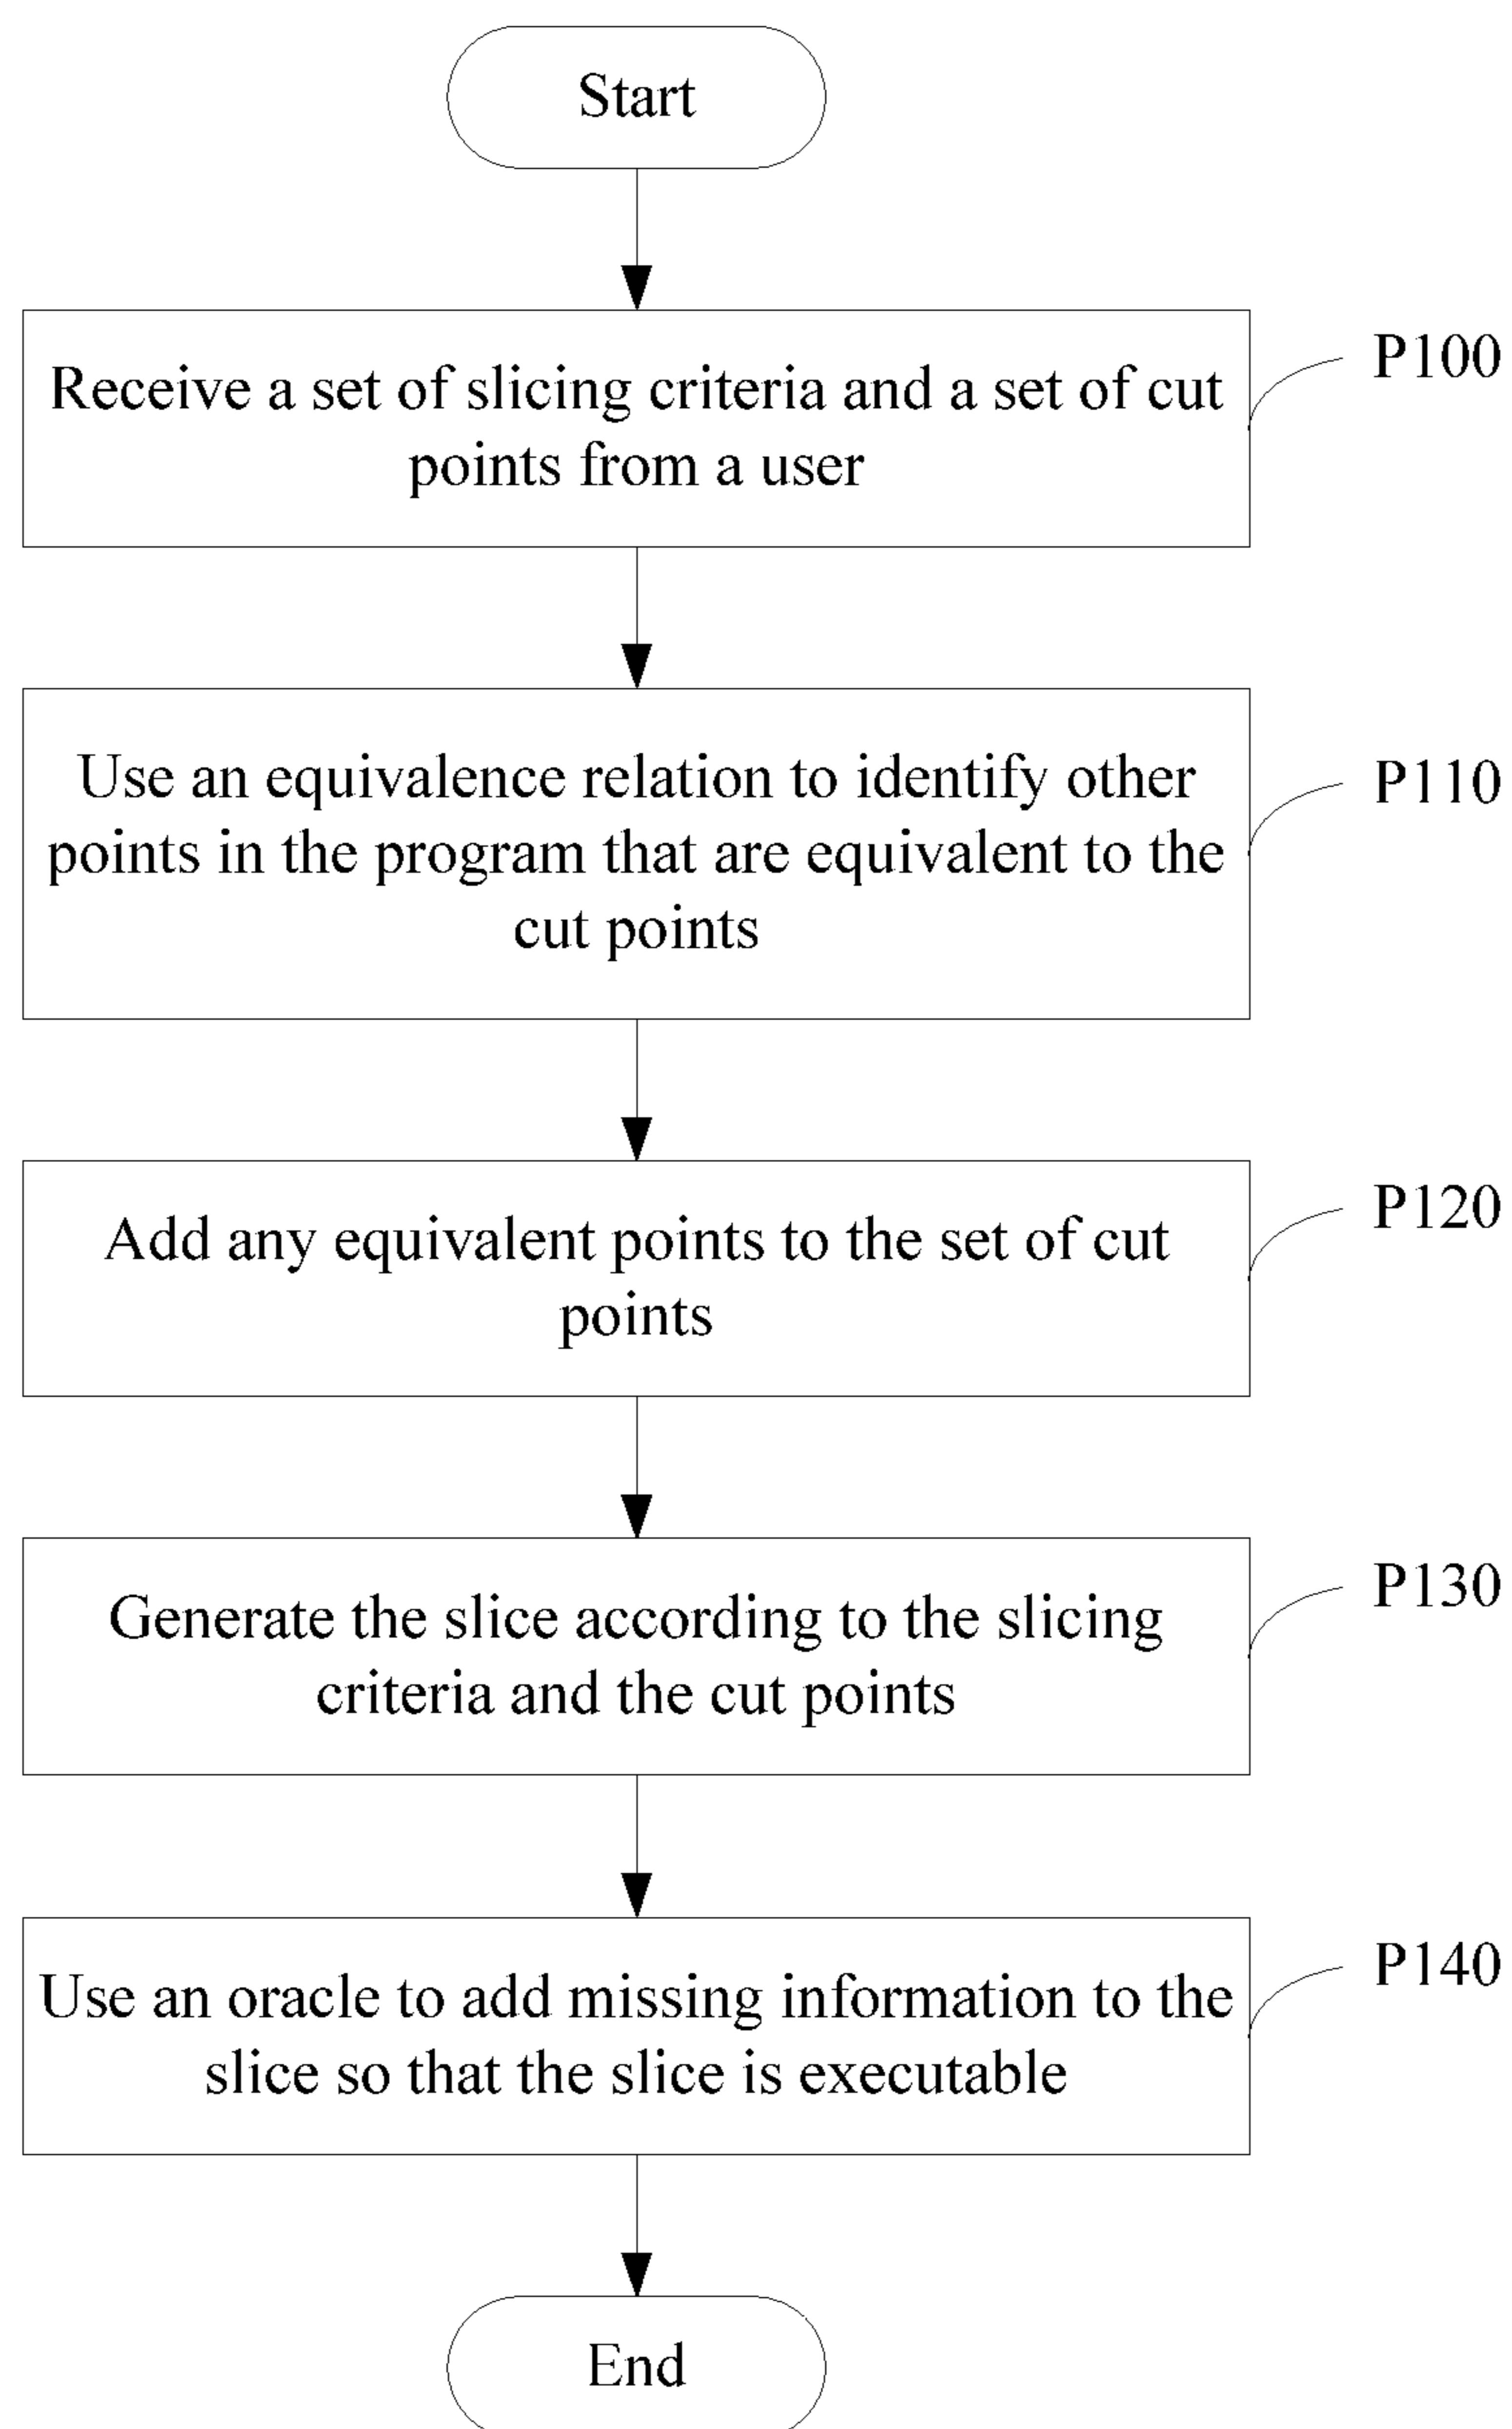 Start
Receive a set of slicing criteria and a set of cut
points from a user
P100
Use an equivalence relation to identify other
points in the program that are equivalent to the
cut points
P110
Add any equivalent points to the set of cut
points
P120
Generate the slice according to the slicing
criteria and the cut points
P130
Use an oracle to add missing information to the
slice so that the slice is executable
P140
End